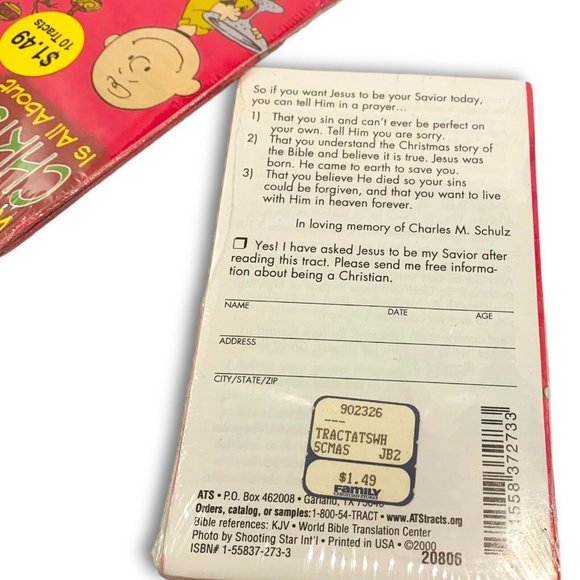 $1.49
10 Tracts
Is All About
CHRIS
So if you want Jesus to be your Savior today,
you can tell Him in a prayer…
1) That you sin and can't ever be perfect on
your own. Tell Him you are sorry.
2) That you understand the Christmas story of
the Bible and believe it is true. Jesus was
born. He came to earth to save you.
3) That you believe He died so your sins
could be forgiven, and that you want to live
with Him in heaven forever.
In loving memory of Charles M. Schulz
Yes! I have asked Jesus to be my Savior after
reading this tract. Please send me free informa-
tion about being a Christian.
NAME DATE AGE
ADDRESS
CITY/STATE/ZIP
902326
TRACTATSWH
SCMAS JB2
$1.49
Family
ATS • P.O. Box 462008 • Garland, TX
Orders, catalog, or samples: 1-800-54-TRACT • www.ATStracts.org
Bible references: KJV • World Bible Translation Center
Photo by Shooting Star Int'l • Printed in USA • ©2000
ISBN# 1-55837-273-3
20806
81558 372733